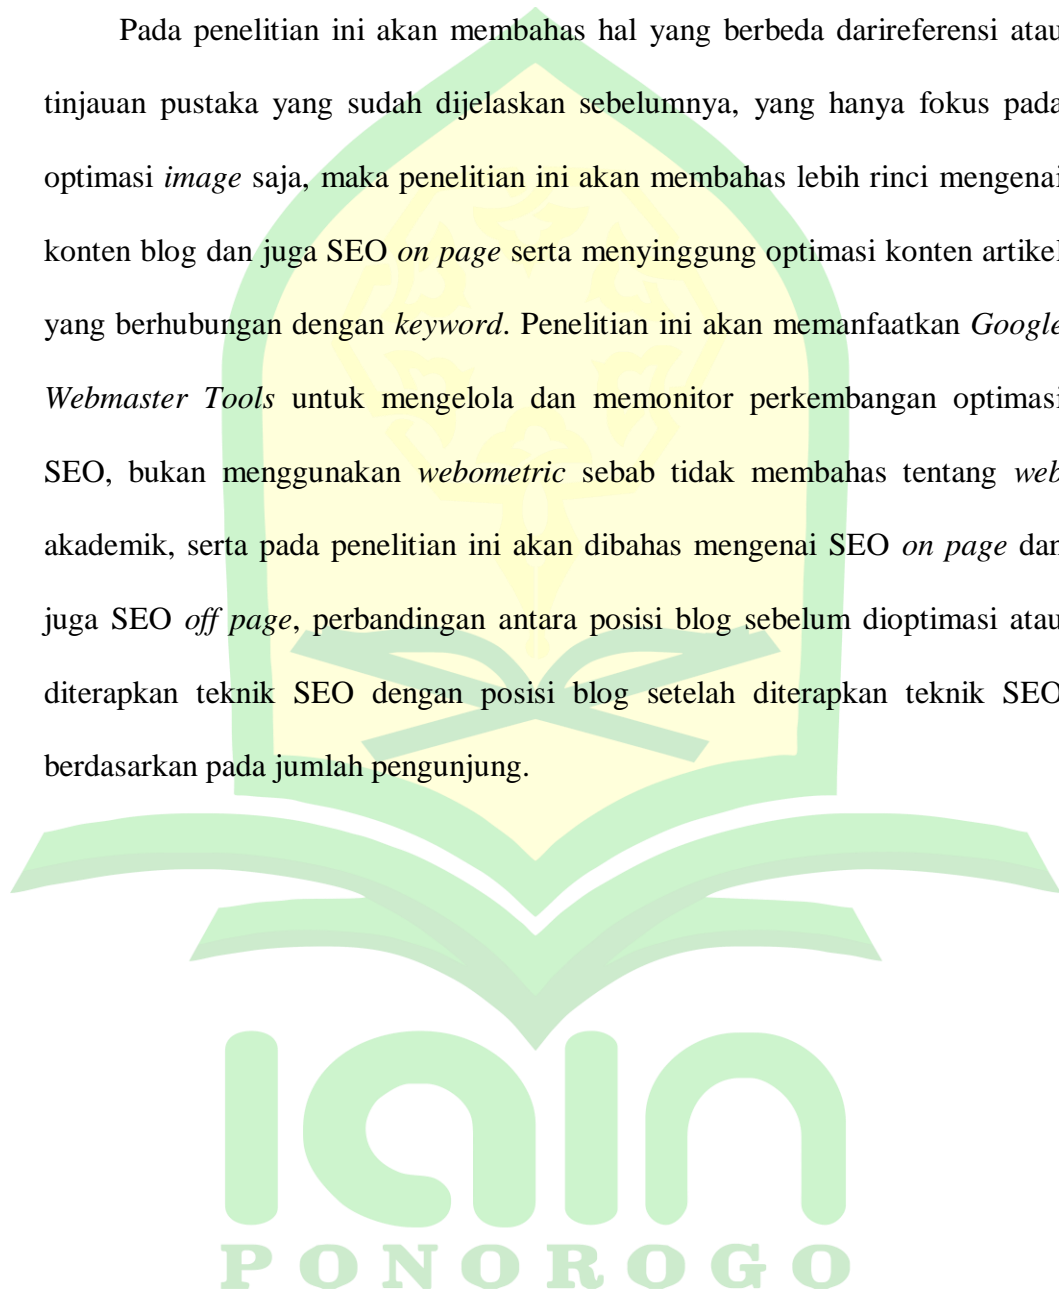 Pada penelitian ini akan membahas hal yang berbeda darireferensi atau
tinjauan pustaka yang sudah dijelaskan sebelumnya, yang hanya fokus pada
optimasi image saja, maka penelitian ini akan membahas lebih rinci mengenai
konten blog dan juga SEO on page serta menyinggung optimasi konten artikel
yang berhubungan dengan keyword. Penelitian ini akan memanfaatkan Google
Webmaster Tools untuk mengelola dan memonitor perkembangan optimasi
SEO, bukan menggunakan webometric sebab tidak membahas tentang web
akademik, serta pada penelitian ini akan dibahas mengenai SEO on page dan
juga SEO off page, perbandingan antara posisi blog sebelum dioptimasi atau
diterapkan teknik SEO dengan posisi blog setelah diterapkan teknik SEO
berdasarkan pada jumlah pengunjung.
iain
PONOROGO